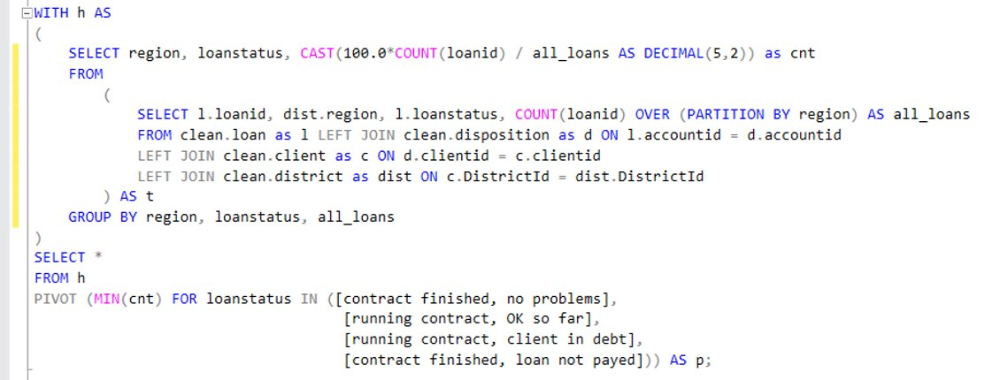 WITH h AS
(
SELECT region, loanstatus, CAST(100.0*COUNT(loanid) / all_loans AS DECIMAL(5,2)) as cnt
FROM
(
SELECT l.loanid, dist.region, l.loanstatus, COUNT(loanid) OVER (PARTITION BY region) AS all_loans
FROM clean.loan as l LEFT JOIN clean.disposition as d ON l.accountid = d.accountid
LEFT JOIN clean.client as c ON d.clientid = c.clientid
LEFT JOIN clean.district as dist ON c.DistrictId = dist.DistrictId
) AS t
GROUP BY region, loanstatus, all_loans
)
SELECT *
FROM h
PIVOT (MIN(cnt) FOR loanstatus IN ([contract finished, no problems],
[running contract, OK so far],
[running contract, client in debt],
[contract finished, loan not payed])) AS p;